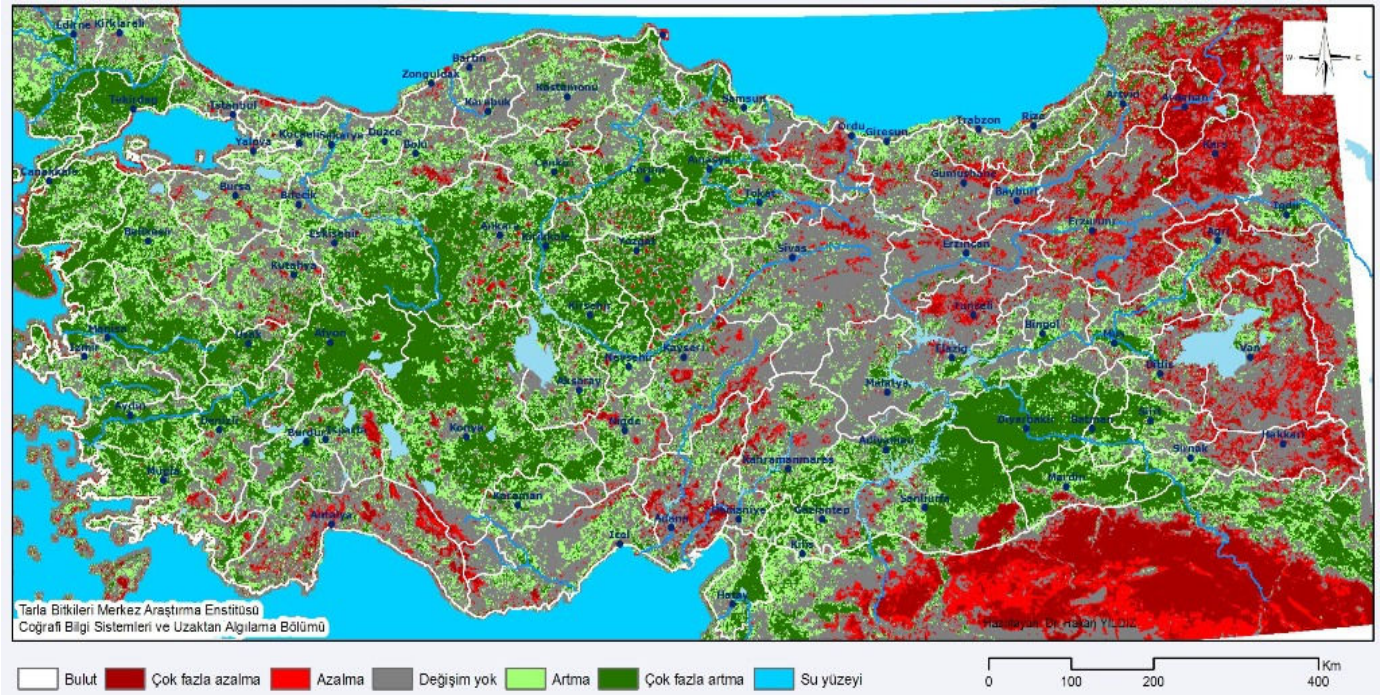 Edirne Kırklareli
Bartın
Zonguldak
Kastamonu
Karabük
Tekirdağ
İstanbul
Samsun
Artvin
Ardahan
Kocaeli Sakarya
Düzce
Yalova
Bolu
Ordu
Giresun
Trabzon
Rize
Kars
Çanakkale
Çankırı
Çorum
Amasya
Gümüşhane
Bursa
Bilecik
Tokat
Bayburt
Iğdır
Balıkesir
Eskişehir
Ankara
Kırıkkale
Yozgat
Sivas
Erzincan
Erzurum
Ağrı
Kütahya
Kırşehir
Tunceli
Bingöl
Manisa
Uşak
Afyon
Muş
İzmir
Nevşehir
Kayseri
Elazığ
Bitlis
Van
Aksaray
Malatya
Aydın
Denizli
Burdur
Isparta
Konya
Niğde
Diyarbakır
Batman
Siirt
Adıyaman
Şırnak
Hakkari
Muğla
Kahramanmaraş
Mardin
Karaman
Şanlıurfa
Antalya
Adana
Osmaniye
Gaziantep
İçel
Kilis
Hatay
W E
Tarla Bitkileri Merkez Araştırma Enstitüsü
Coğrafi Bilgi Sistemleri ve Uzaktan Algılama Bölümü
Hazırlayan: Dr. Hakan YILDIZ
Bulut Çok fazla azalma Azalma Değişim yok Artma Çok fazla artma Su yüzeyi
Km
0 100 200 400